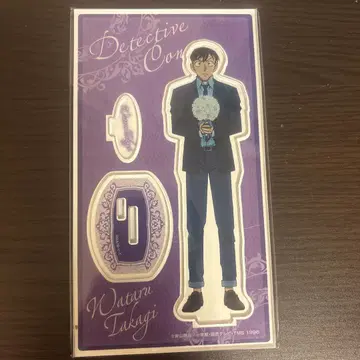 Detective
Con
Wataru
Takagi